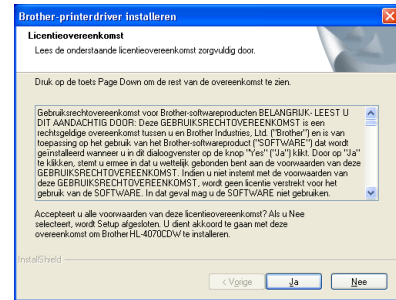 Brother-printerdriver installeren
Licentieovereenkomst
Lees de onderstaande licentieovereenkomst zorgvuldig door.
Druk op de toets Page Down om de rest van de overeenkomst te zien.
Gebruiksrechtovereenkomst voor Brother-softwareproducten BELANGRIJK- LEEST U
DIT AANDACHTIG DOOR: Deze GEBRUIKSRECHTOVEREENKOMST is een
rechtsgeldige overeenkomst tussen u en Brother Industries, Ltd. ("Brother") en is van
toepassing op het gebruik van het Brother-softwareproduct ("SOFTWARE") dat wordt
geïnstalleerd wanneer u in dit dialoogvenster op de knop "Yes" ("Ja") klikt. Door op "Ja"
te klikken, stemt u ermee in dat u wettelijk gebonden bent aan de voorwaarden van deze
GEBRUIKSRECHTOVEREENKOMST. Indien u niet instemt met de voorwaarden van
deze GEBRUIKSRECHTOVEREENKOMST, wordt geen licentie verstrekt voor het
gebruik van de SOFTWARE. In dat geval mag u de SOFTWARE niet gebruiken.
Accepteert u alle voorwaarden van deze licentieovereenkomst? Als u Nee
selecteert, wordt Setup afgesloten. U dient akkoord te gaan met deze
overeenkomst om Brother HL-4070CDW te installeren.
InstallShield
< Vorige Ja Nee